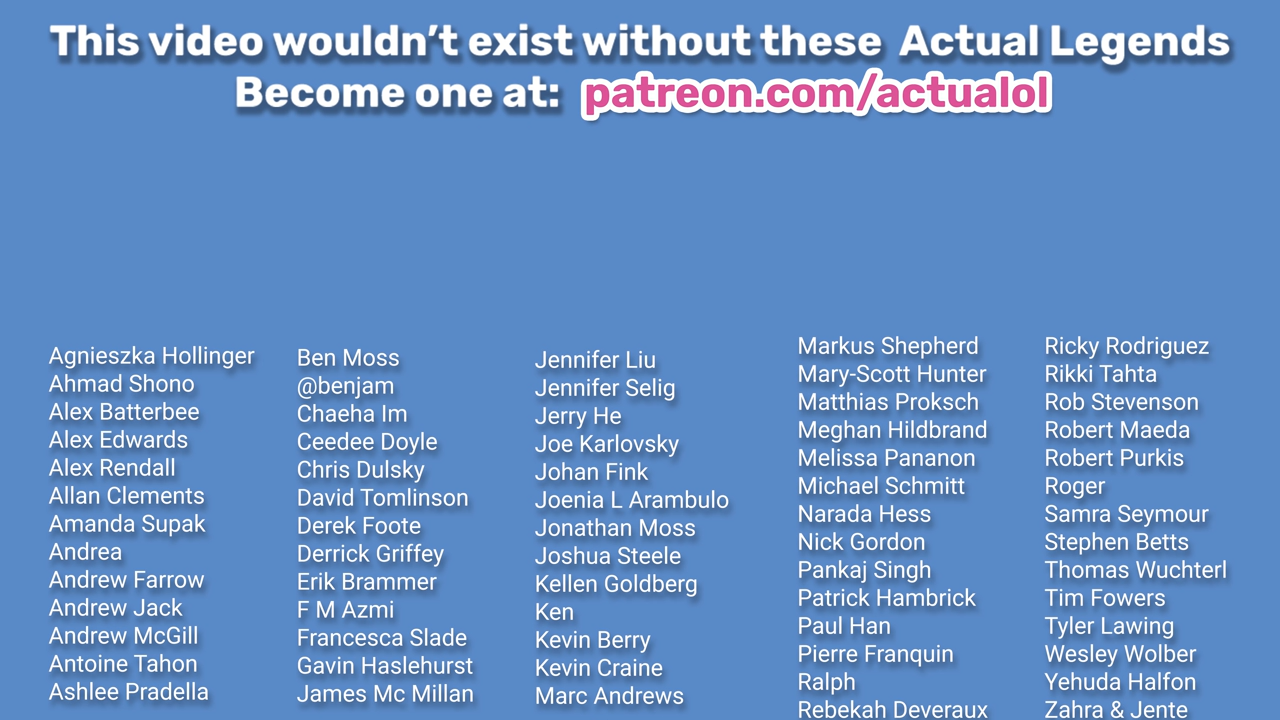 This video wouldn't exist without these Actual Legends
Become one at: patreon.com/actualol
Agnieszka Hollinger
Ahmad Shono
Alex Batterbee
Alex Edwards
Alex Rendall
Allan Clements
Amanda Supak
Andrea
Andrew Farrow
Andrew Jack
Andrew McGill
Antoine Tahon
Ashlee Pradella
Ben Moss
@benjam
Chaeha Im
Ceedee Doyle
Chris Dulsky
David Tomlinson
Derek Foote
Derrick Griffey
Erik Brammer
F M Azmi
Francesca Slade
Gavin Haslehurst
James Mc Millan
Jennifer Liu
Jennifer Selig
Jerry He
Joe Karlovsky
Johan Fink
Joenia L Arambulo
Jonathan Moss
Joshua Steele
Kellen Goldberg
Ken
Kevin Berry
Kevin Craine
Marc Andrews
Markus Shepherd
Mary-Scott Hunter
Matthias Proksch
Meghan Hildbrand
Melissa Pananon
Michael Schmitt
Narada Hess
Nick Gordon
Pankaj Singh
Patrick Hambrick
Paul Han
Pierre Franquin
Ralph
Rebekah Deveraux
Ricky Rodriguez
Rikki Tahta
Rob Stevenson
Robert Maeda
Robert Purkis
Roger
Samra Seymour
Stephen Betts
Thomas Wuchterl
Tim Fowers
Tyler Lawing
Wesley Wolber
Yehuda Halfon
Zahra & Jente